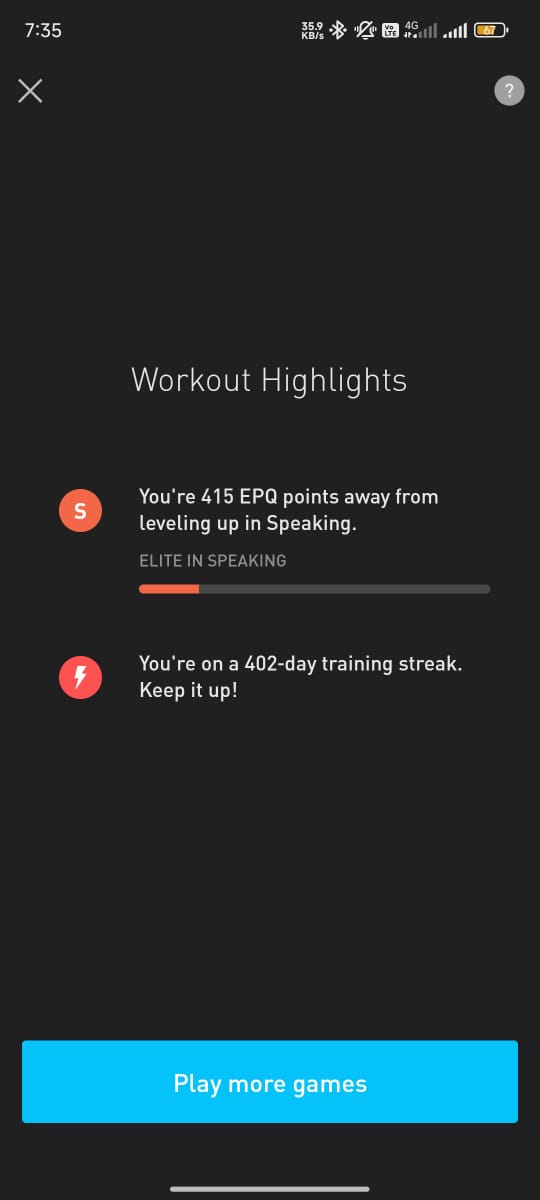 7:35
35.9
KB/s
Vo
LTE
4G
67
?
Workout Highlights
S
You're 415 EPQ points away from
leveling up in Speaking.
ELITE IN SPEAKING
You're on a 402-day training streak.
Keep it up!
Play more games